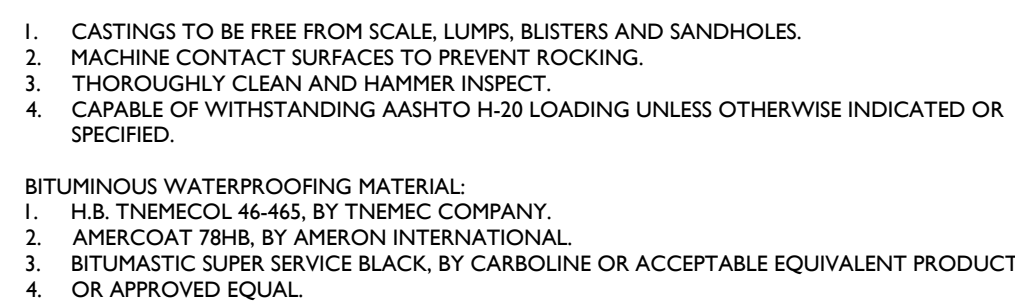 1. CASTINGS TO BE FREE FROM SCALE, LUMPS, BLISTERS AND SANDHOLES.
2. MACHINE CONTACT SURFACES TO PREVENT ROCKING.
3. THOROUGHLY CLEAN AND HAMMER INSPECT.
4. CAPABLE OF WITHSTANDING AASHTO H-20 LOADING UNLESS OTHERWISE INDICATED OR
SPECIFIED.
BITUMINOUS WATERPROOFING MATERIAL:
1. H.B. TNEMECOL 46-465, BY TNEMEC COMPANY.
2. AMERCOAT 78HB, BY AMERON INTERNATIONAL.
3. BITUMASTIC SUPER SERVICE BLACK, BY CARBOLINE OR ACCEPTABLE EQUIVALENT PRODUCT
4. OR APPROVED EQUAL.